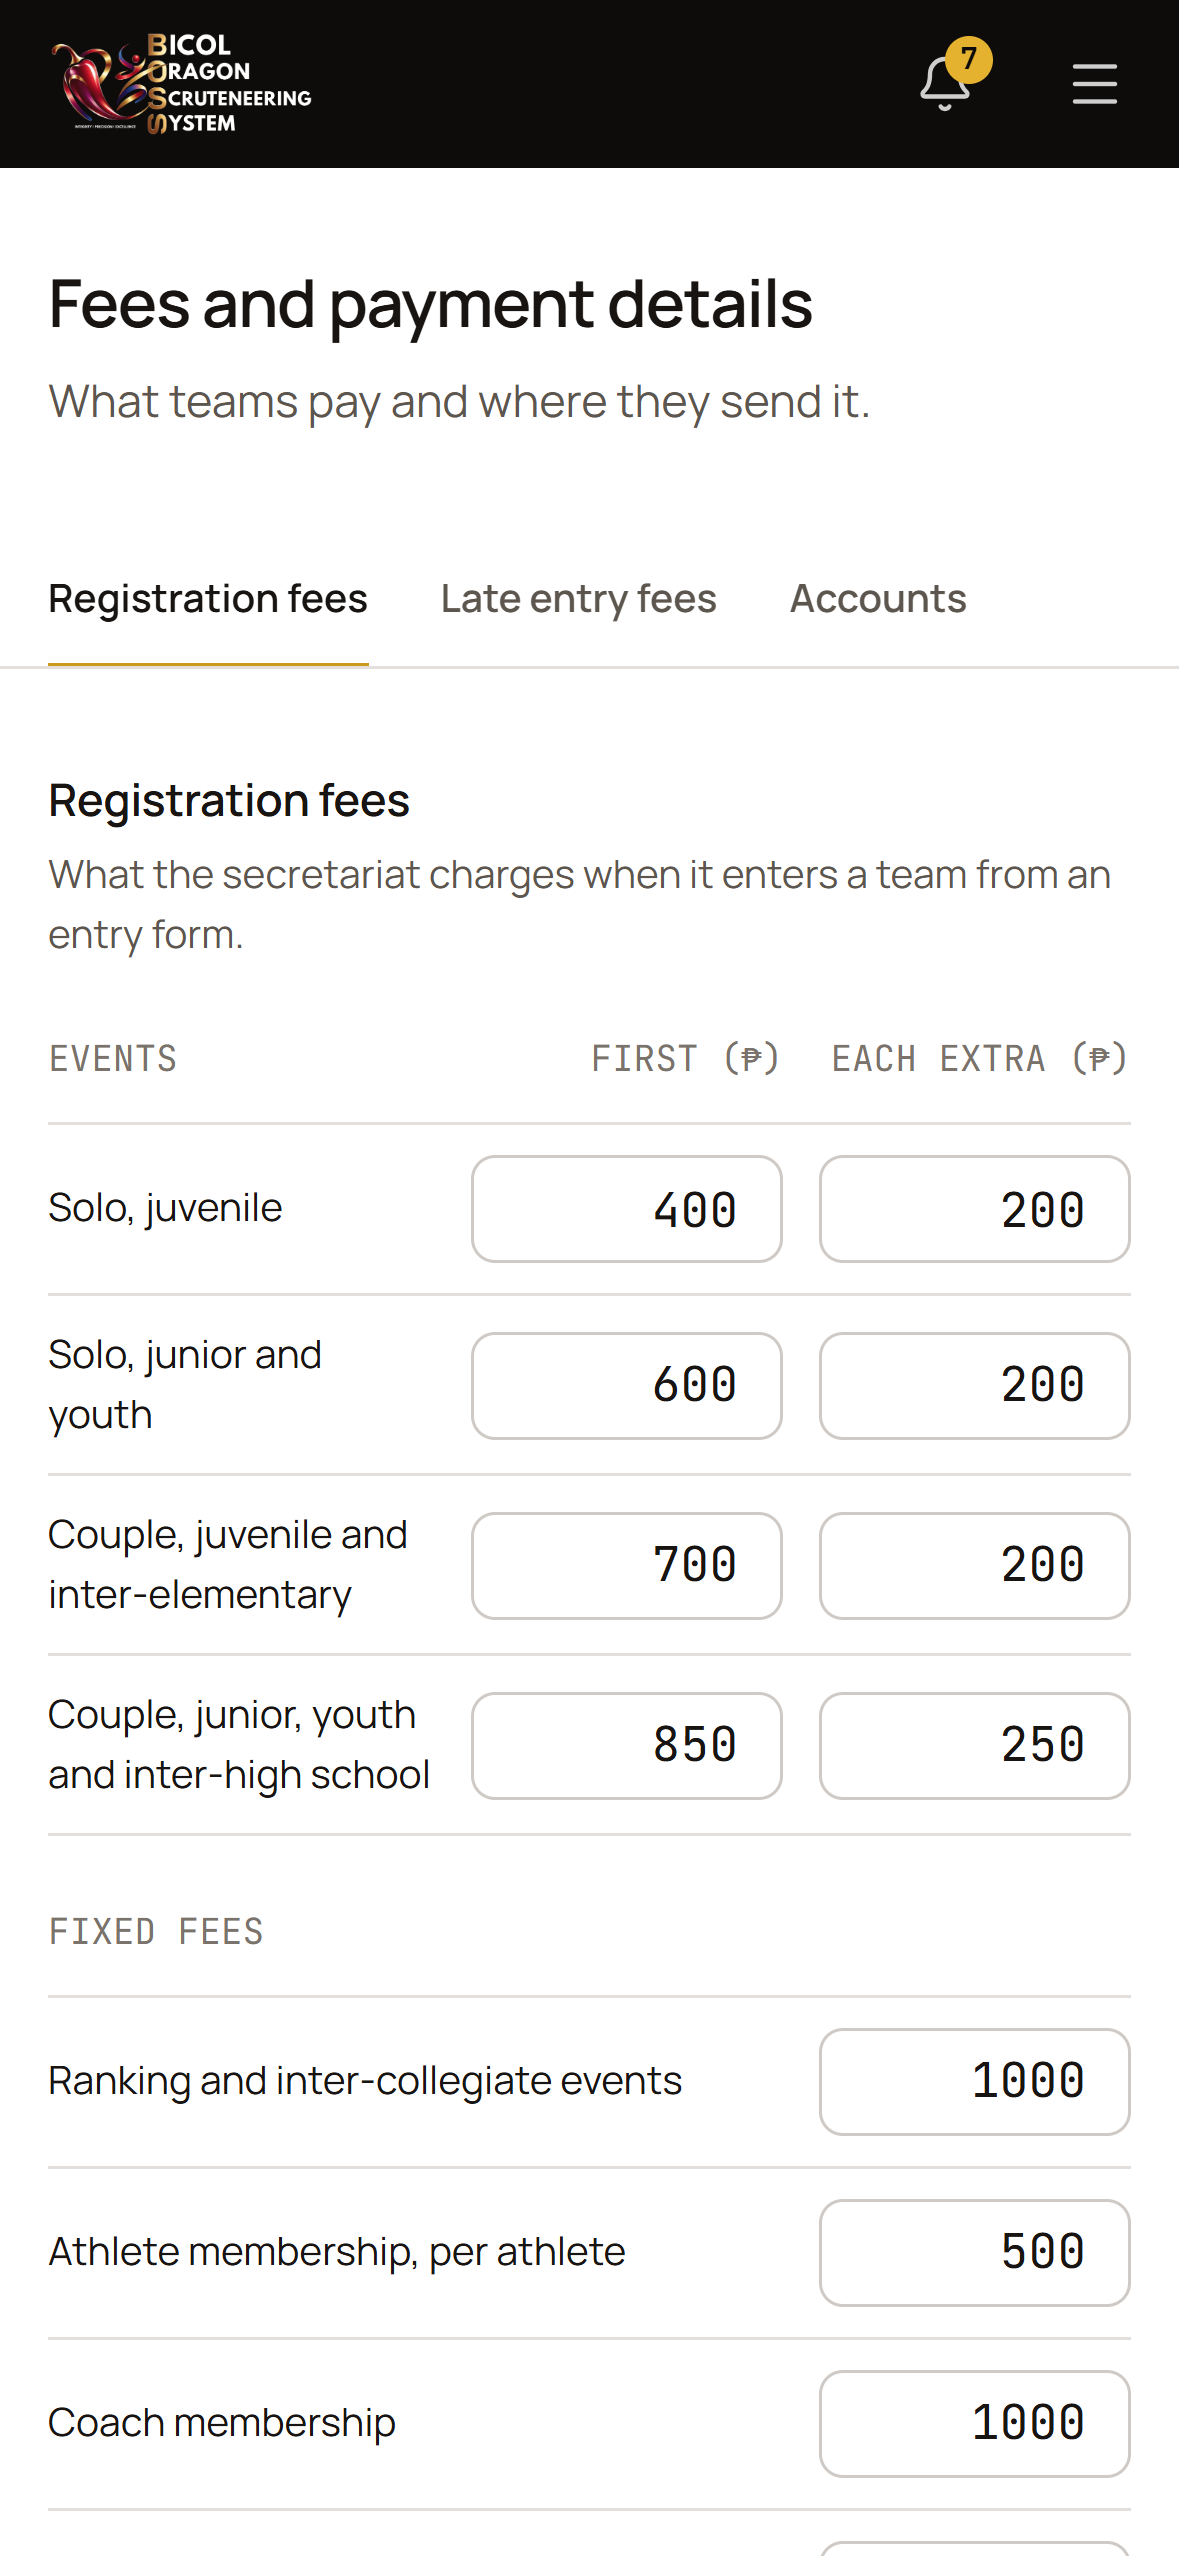 BICOL
ORAGON
SCRUTENEERING
SYSTEM
INTEGRITY | PRECISION | EXCELLENCE
7
Fees and payment details
What teams pay and where they send it.
Registration fees Late entry fees Accounts
Registration fees
What the secretariat charges when it enters a team from an
entry form.
EVENTS FIRST (₱) EACH EXTRA (₱)
Solo, juvenile 400 200
Solo, junior and
youth 600 200
Couple, juvenile and
inter-elementary 700 200
Couple, junior, youth
and inter-high school 850 250
FIXED FEES
Ranking and inter-collegiate events 1000
Athlete membership, per athlete 500
Coach membership 1000